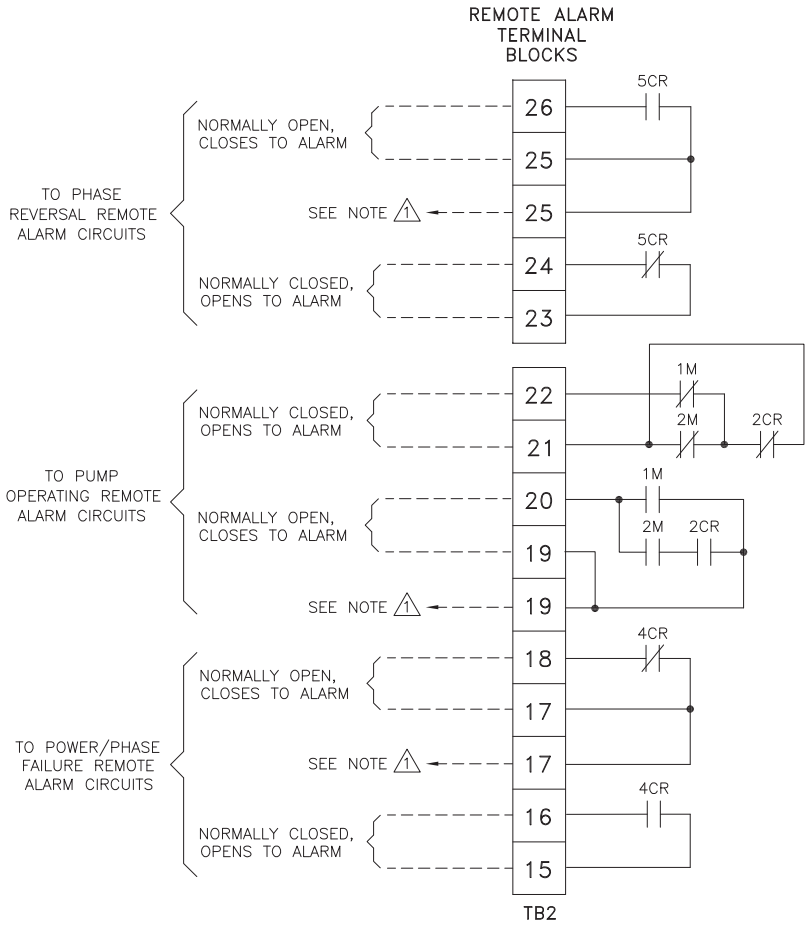 REMOTE ALARM
TERMINAL
BLOCKS
5CR
26
NORMALLY OPEN,
CLOSES TO ALARM
25
TO PHASE
REVERSAL REMOTE
ALARM CIRCUITS
SEE NOTE 1
25
5CR
24
NORMALLY CLOSED,
OPENS TO ALARM
23
1M
22
NORMALLY CLOSED,
OPENS TO ALARM
2M
2CR
21
TO PUMP
OPERATING REMOTE
ALARM CIRCUITS
1M
20
NORMALLY OPEN,
CLOSES TO ALARM
2M
2CR
19
SEE NOTE 1
19
4CR
18
NORMALLY OPEN,
CLOSES TO ALARM
17
TO POWER/PHASE
FAILURE REMOTE
ALARM CIRCUITS
SEE NOTE 1
17
4CR
16
NORMALLY CLOSED,
OPENS TO ALARM
15
TB2